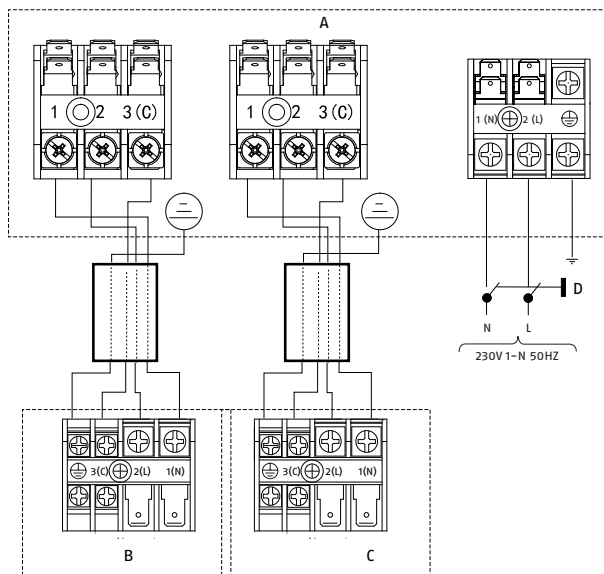 A
1 2 3 (C)
1 2 3 (C)
1 (N) 2 (L)
D
N L
230V 1~N 50HZ
3(C) 2(L) 1(N)
3(C) 2(L) 1(N)
B
C